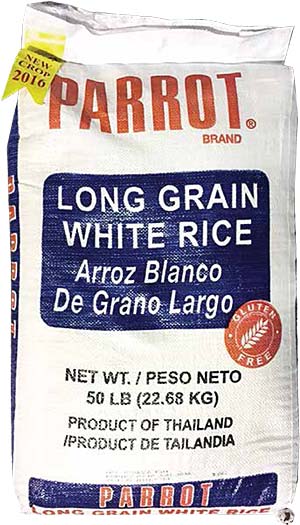 NEW
CROP
2016
PARROT®
BRAND
LONG GRAIN
WHITE RICE
Arroz Blanco
De Grano Largo
GLUTEN
FREE
NET WT. / PESO NETO
50 LB (22.68 KG)
PRODUCT OF THAILAND
/PRODUCT DE TAILANDIA
PARROT
LONG GRAIN WHITE RICE
PARROT